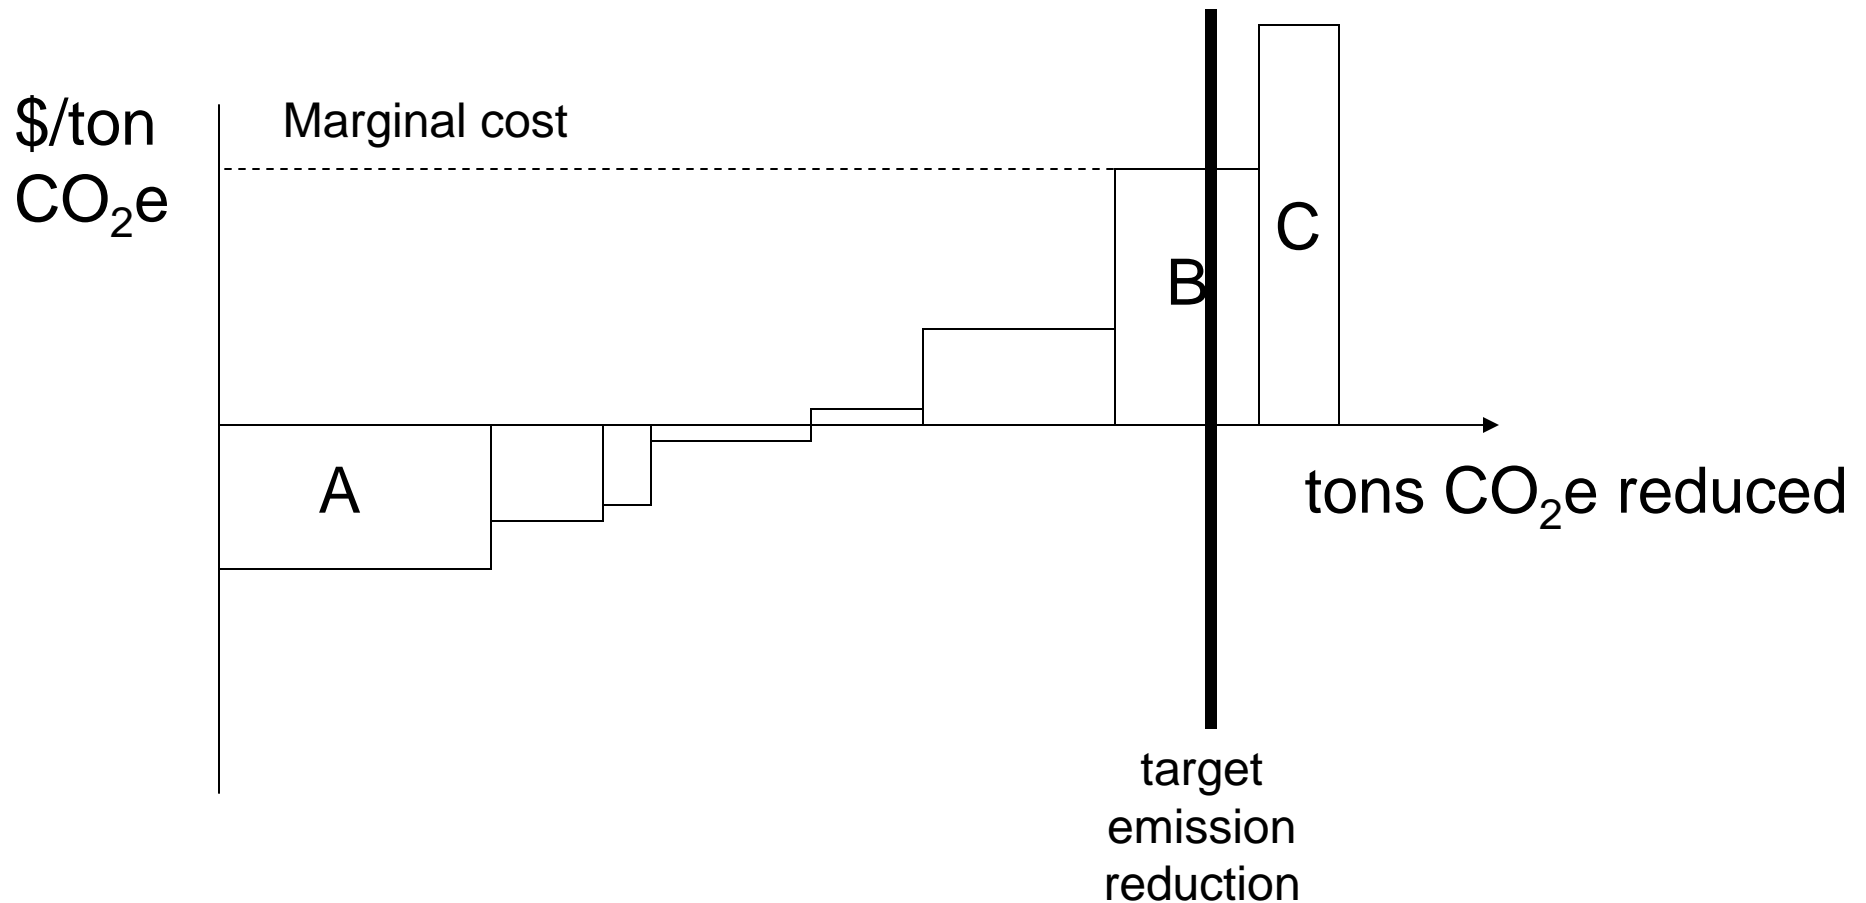 $/ton
CO₂e
Marginal cost
C
B
A
tons CO₂e reduced
target
emission
reduction